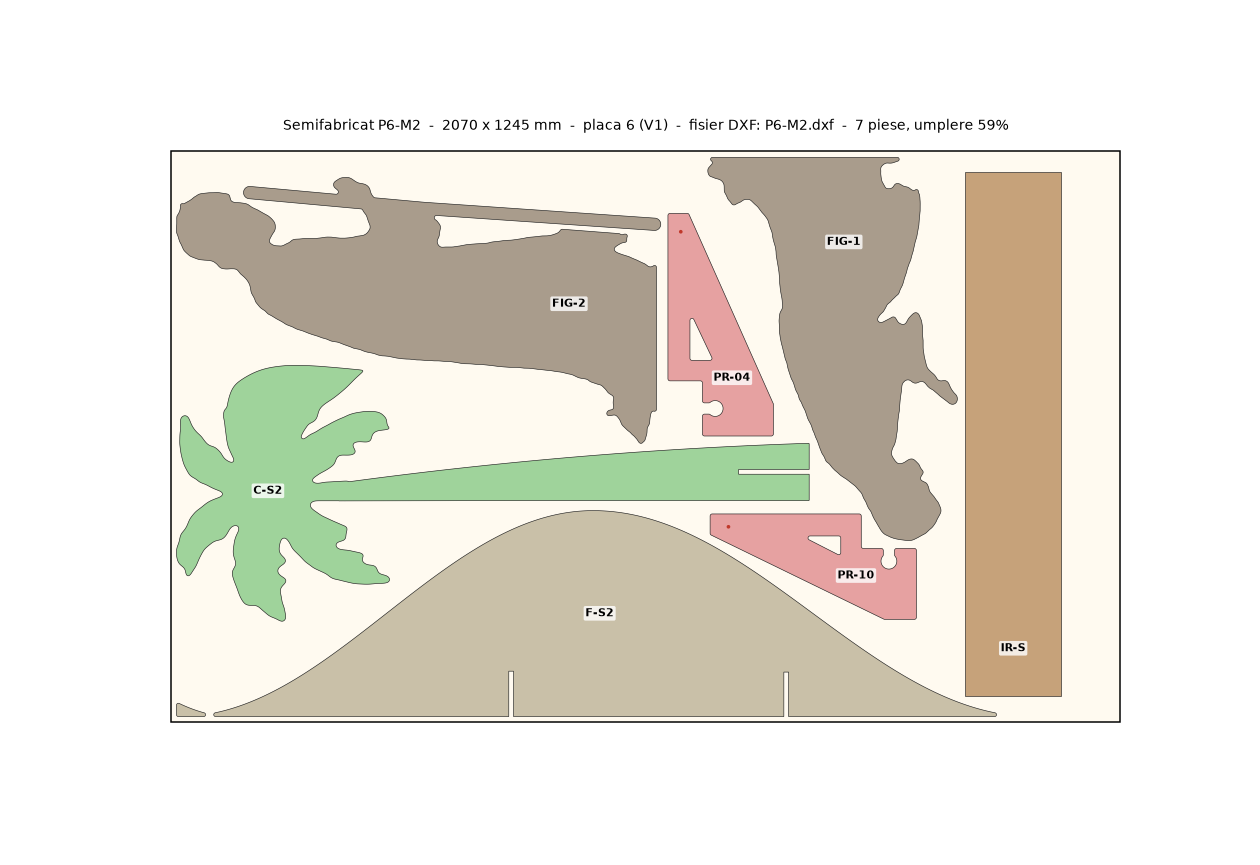 Semifabricat P6-M2 - 2070 x 1245 mm - placa 6 (V1) - fisier DXF: P6-M2.dxf - 7 piese, umplere 59%
FIG-1
FIG-2
PR-04
C-S2
PR-10
F-S2
IR-S